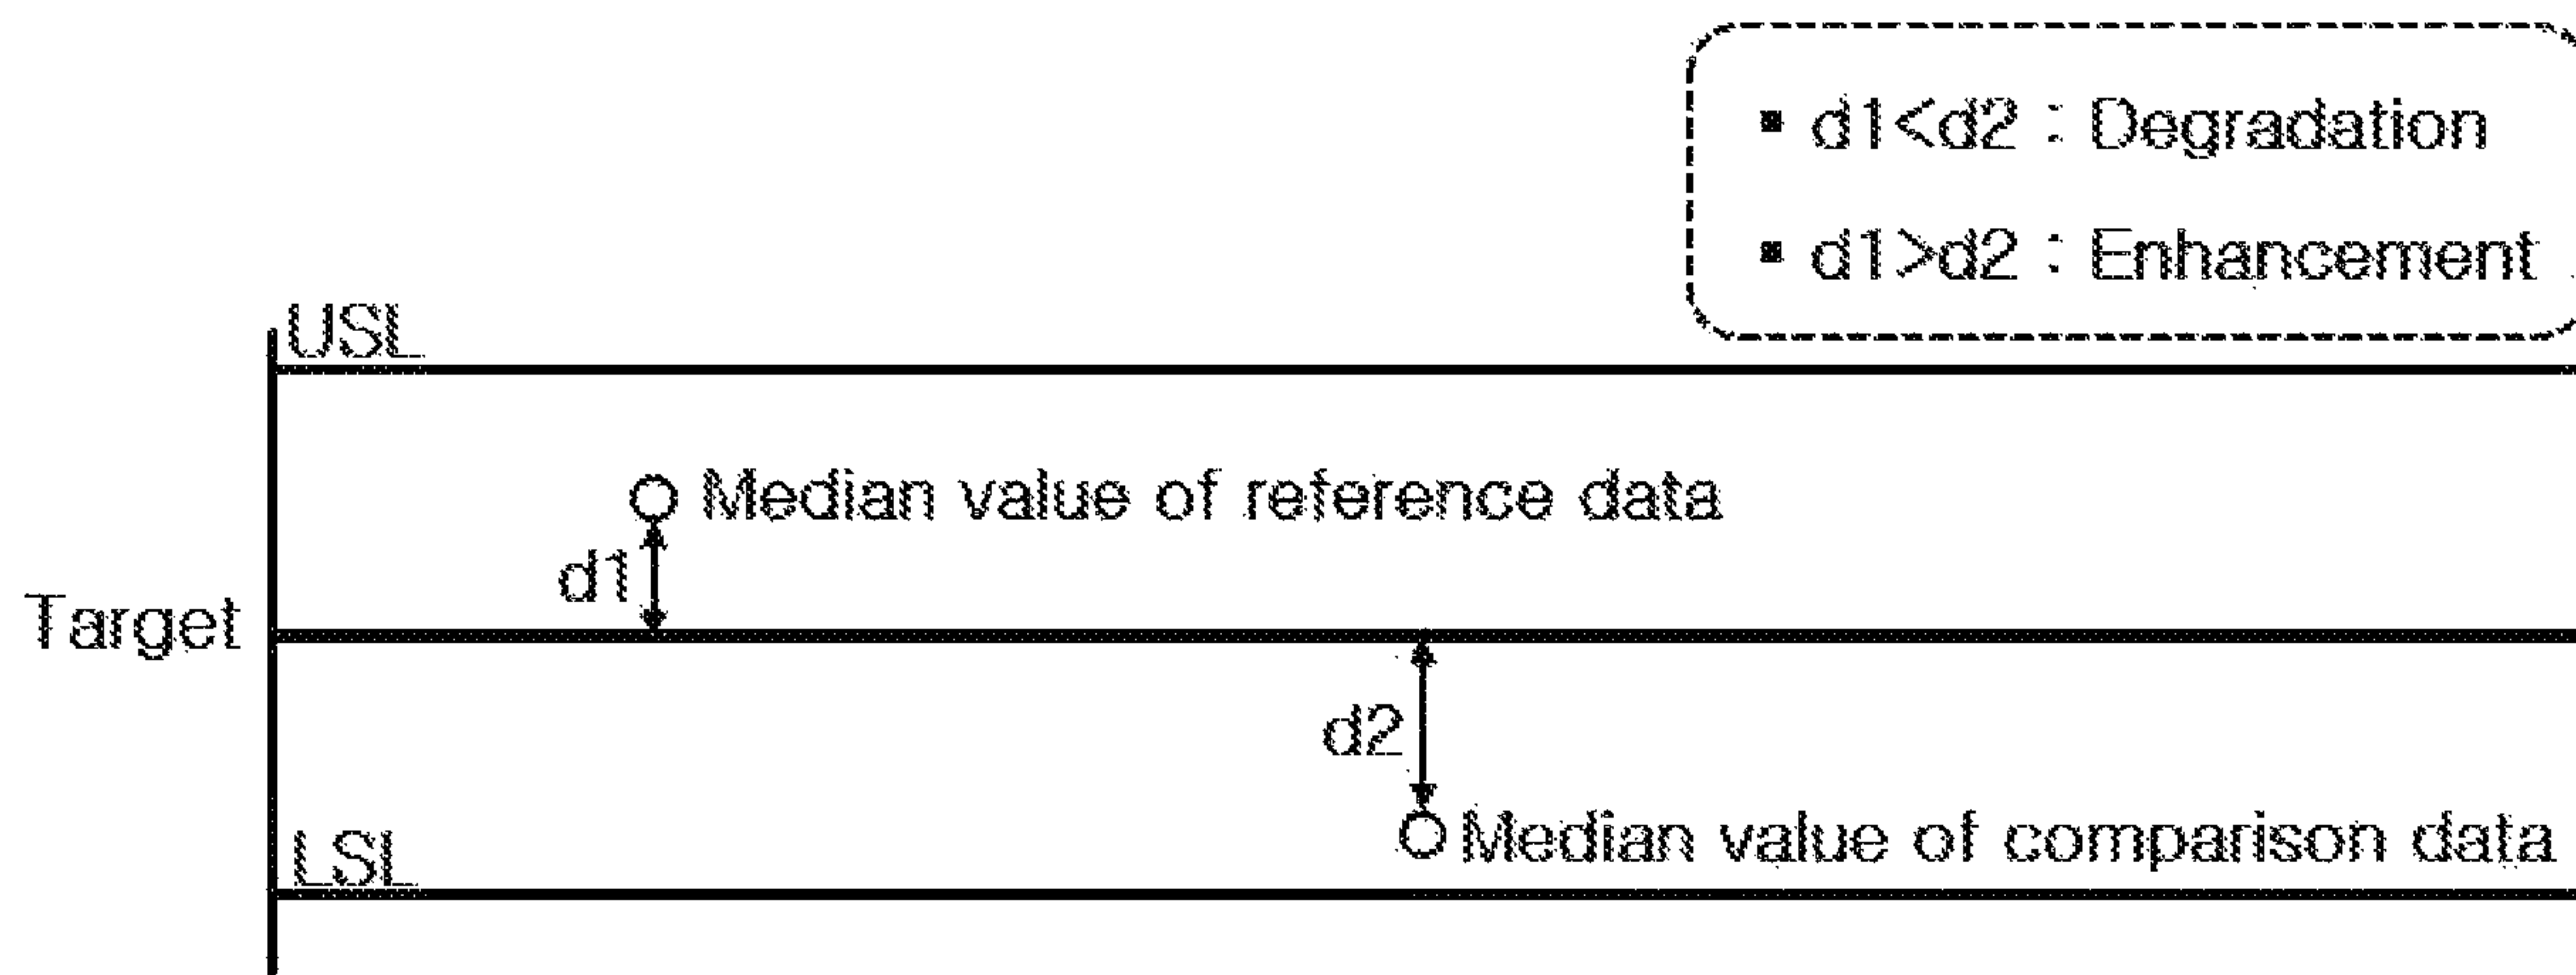 ▪ d1<d2 : Degradation
▪ d1>d2 : Enhancement
USL
Median value of reference data
d1
Target
d2
Median value of comparison data
LSL